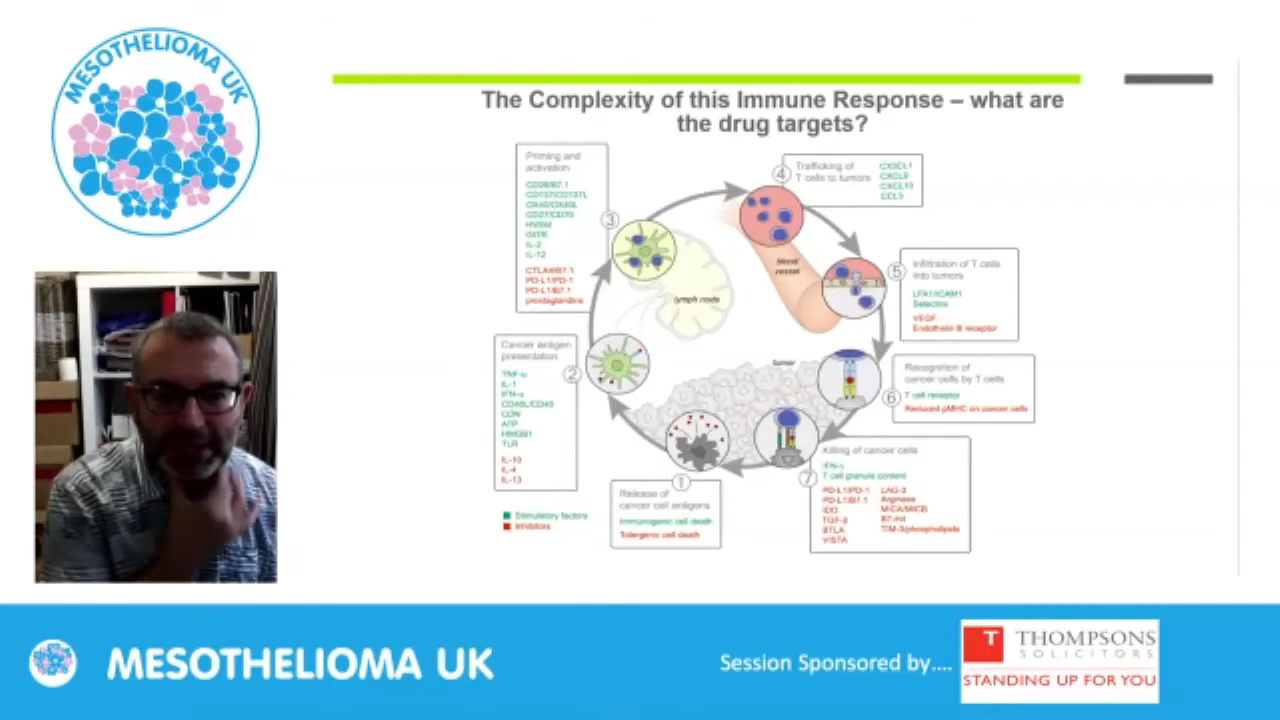 MESOTHELIOMA UK
The Complexity of this Immune Response – what are
the drug targets?
Priming and
activation
CD28/B7.1
CD137/CD137L
OX40/OX40L
CD27/CD70
HVEM
GITR
IL-2
IL-12
CTLA4/B7.1
PD-L1/PD-1
PD-L1/B7.1
prostaglandins
3
4
Trafficking of
T cells to tumors
CX3CL1
CXCL9
CXCL10
CCL5
blood
vessel
lymph node
5
Infiltration of T cells
into tumors
LFA1/ICAM1
Selectins
VEGF
Endothelin B receptor
Cancer antigen
presentation
TNF-α
IL-1
IFN-α
CD40L/CD40
CDN
ATP
HMGB1
TLR
IL-10
IL-4
IL-13
2
tumor
6
Recognition of
cancer cells by T cells
T cell receptor
Reduced pMHC on cancer cells
7
Killing of cancer cells
IFN-γ
T cell granule content
PD-L1/PD-1 LAG-3
PD-L1/B7.1 Arginase
IDO MICA/MICB
TGF-β B7-H4
BTLA TIM-3/phospholipids
VISTA
1
Release of
cancer cell antigens
Immunogenic cell death
Tolergenic cell death
Stimulatory factors
Inhibitors
MESOTHELIOMA UK
Session Sponsored by....
T THOMPSONS
SOLICITORS
STANDING UP FOR YOU